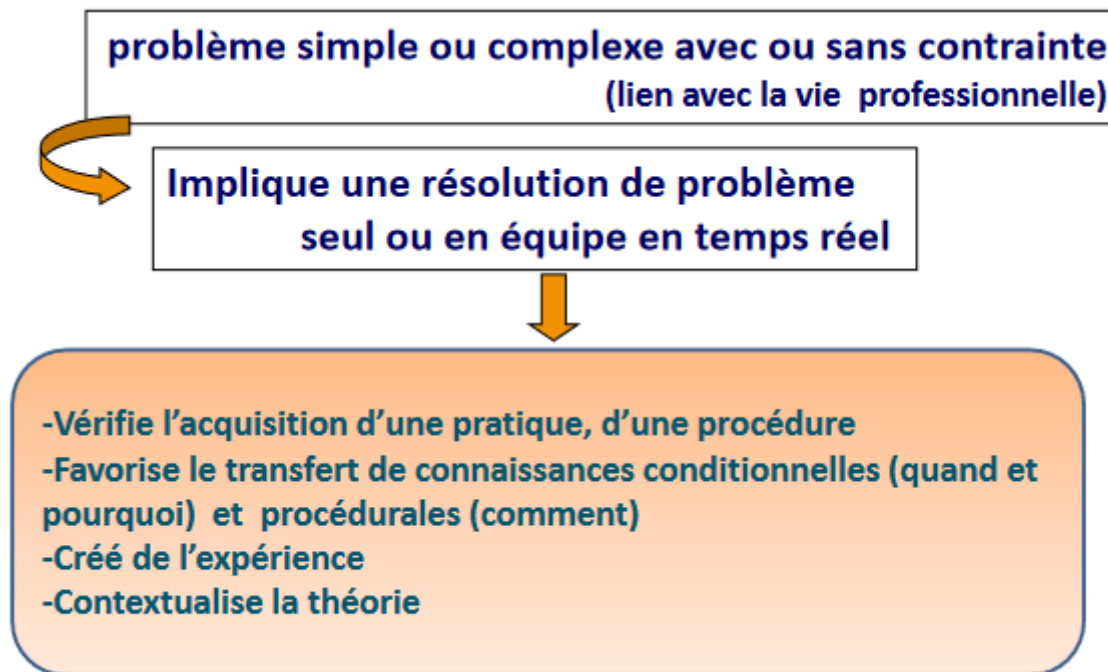 problème simple ou complexe avec ou sans contrainte
(lien avec la vie professionnelle)
Implique une résolution de problème
seul ou en équipe en temps réel
-Vérifie l’acquisition d’une pratique, d’une procédure
-Favorise le transfert de connaissances conditionnelles (quand et
pourquoi) et procédurales (comment)
-Créé de l’expérience
-Contextualise la théorie